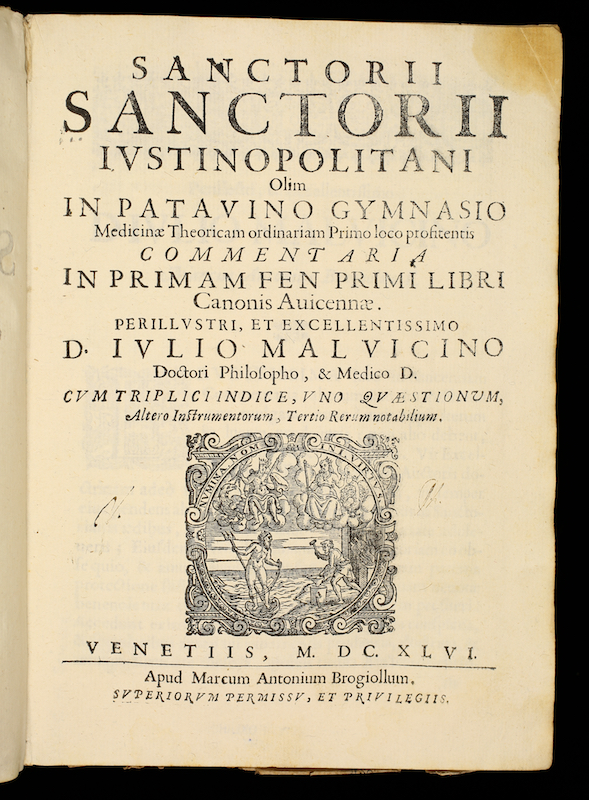 SANCTORII
SANCTORII
IVSTINOPOLITANI
Olim
IN PATAVINO GYMNASIO
Medicinæ Theoricam ordinariam Primo loco profitentis
COMMENTARIA
IN PRIMAM FEN PRIMI LIBRI
Canonis Auicennæ.
PERILLVSTRI, ET EXCELLENTISSIMO
D. IVLIO MALVICINO
Doctori Philoſopho, & Medico D.
CVM TRIPLICI INDICE, VNO QVÆSTIONVM,
Altero Inſtrumentorum, Tertio Rerum notabilium.
VENETIIS, M. DC. XLVI.
Apud Marcum Antonium Brogiollum,
SVPERIORVM PERMISSV, ET PRIVILEGIIS.